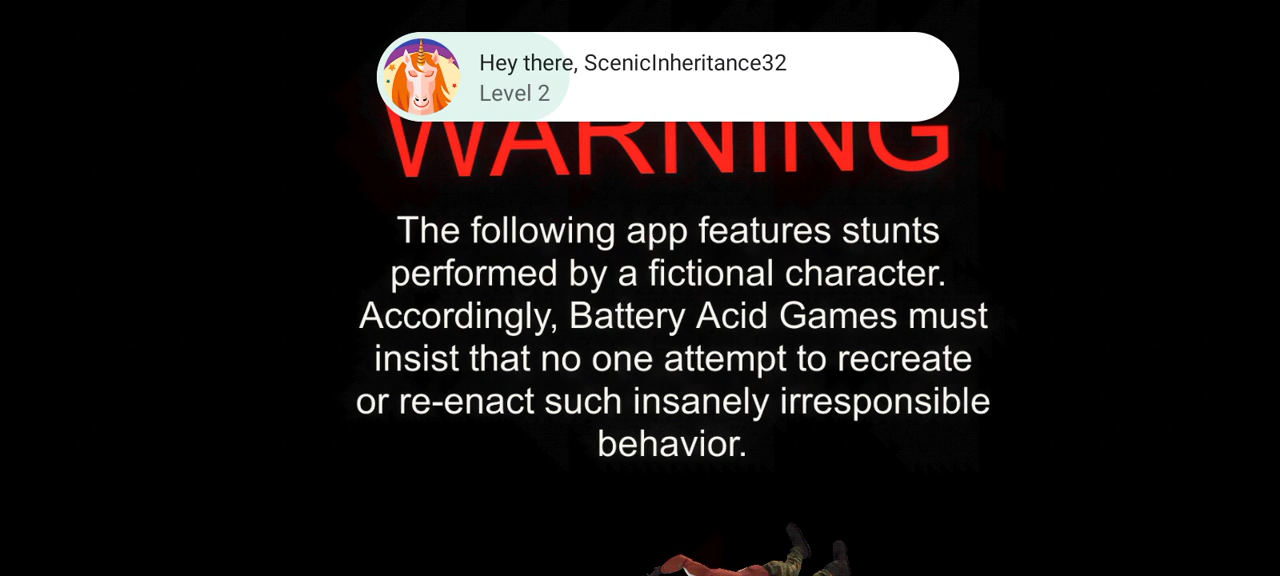 Hey there, ScenicInheritance32
Level 2
WARNING
The following app features stunts
performed by a fictional character.
Accordingly, Battery Acid Games must
insist that no one attempt to recreate
or re-enact such insanely irresponsible
behavior.